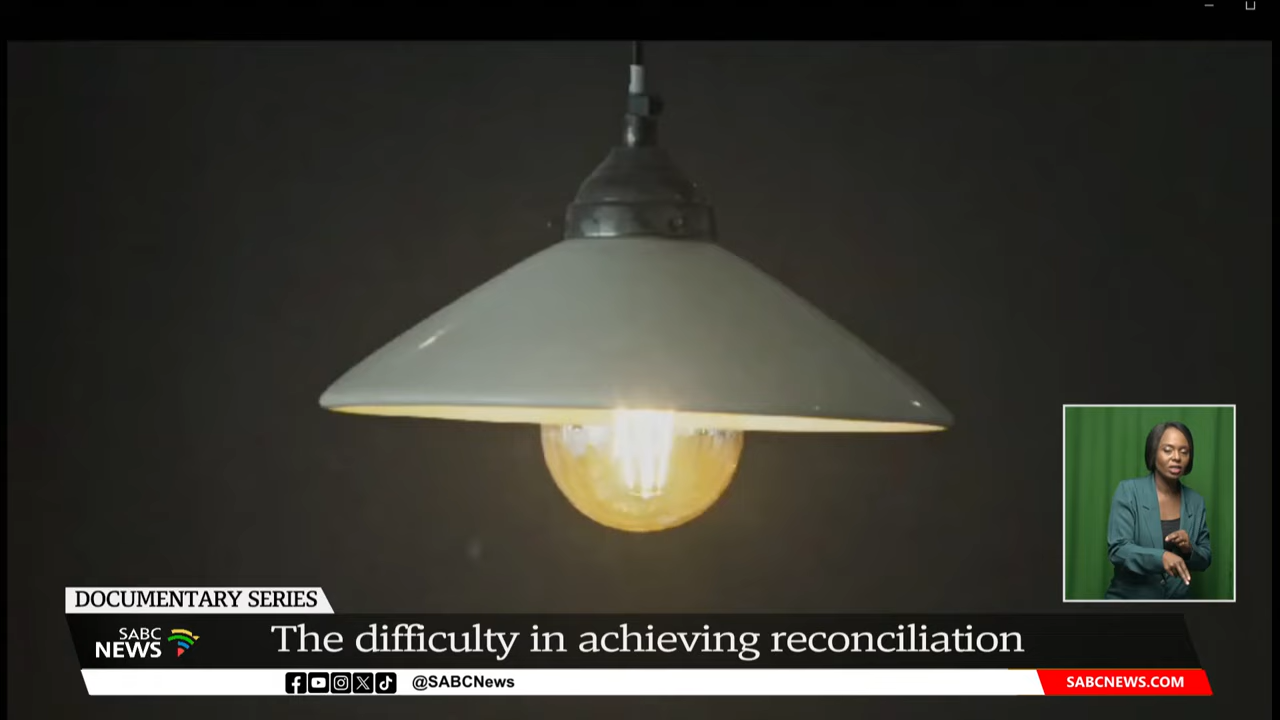 DOCUMENTARY SERIES
SABC
NEWS
The difficulty in achieving reconciliation
@SABCNews
SABCNEWS.COM